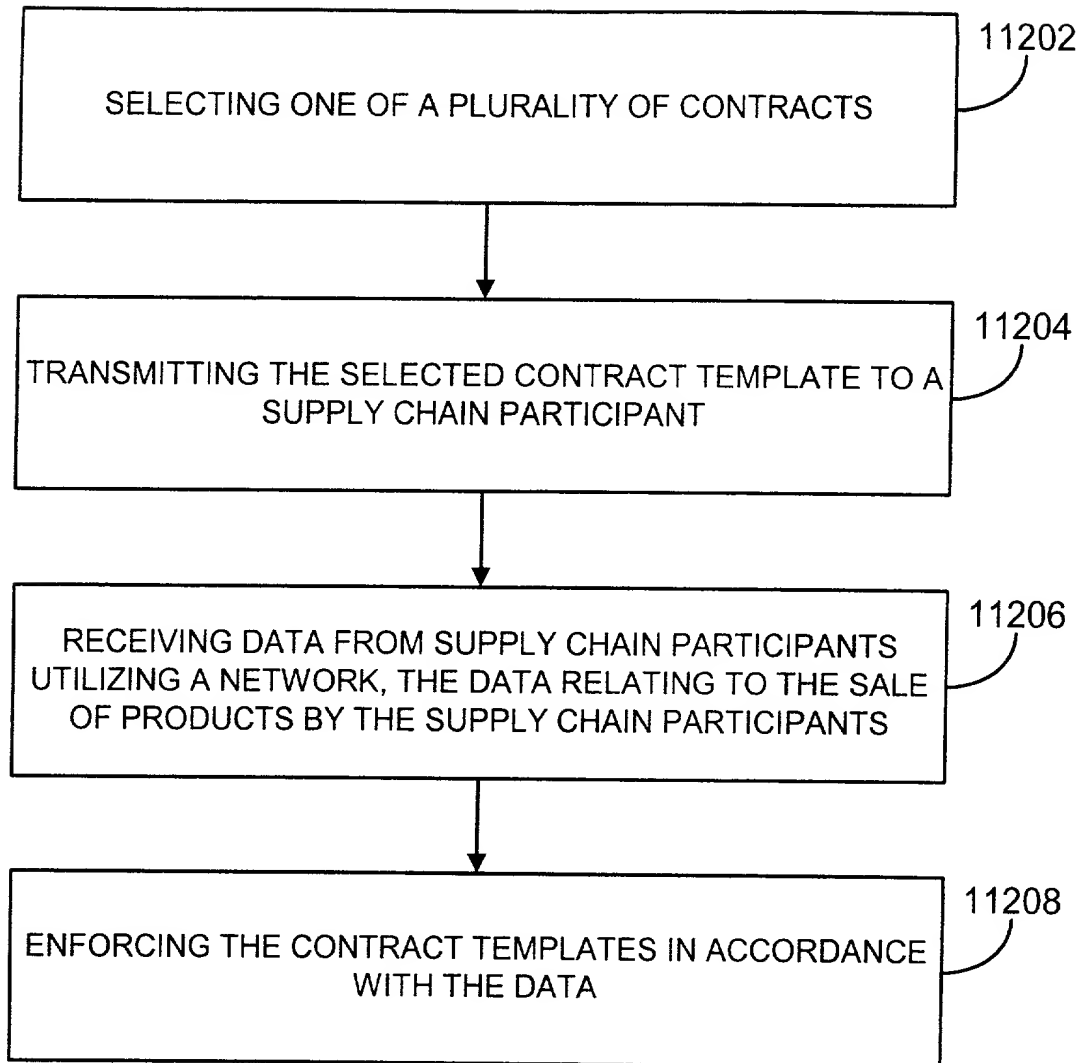 11202
SELECTING ONE OF A PLURALITY OF CONTRACTS
11204
TRANSMITTING THE SELECTED CONTRACT TEMPLATE TO A
SUPPLY CHAIN PARTICIPANT
11206
RECEIVING DATA FROM SUPPLY CHAIN PARTICIPANTS
UTILIZING A NETWORK, THE DATA RELATING TO THE SALE
OF PRODUCTS BY THE SUPPLY CHAIN PARTICIPANTS
11208
ENFORCING THE CONTRACT TEMPLATES IN ACCORDANCE
WITH THE DATA